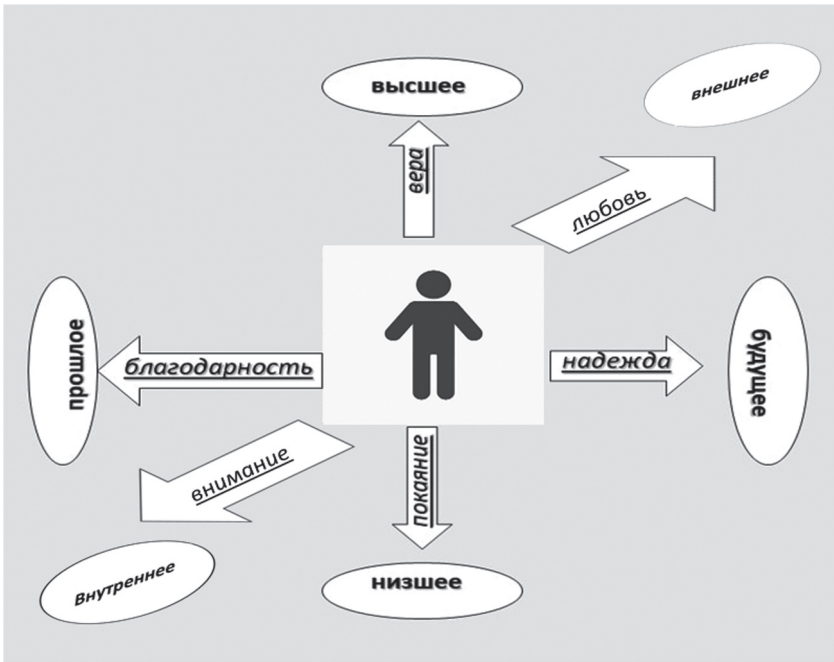 высшее
внешнее
вера
любовь
прошлое
благодарность
надежда
будущее
внимание
покаяние
Внутреннее
низшее